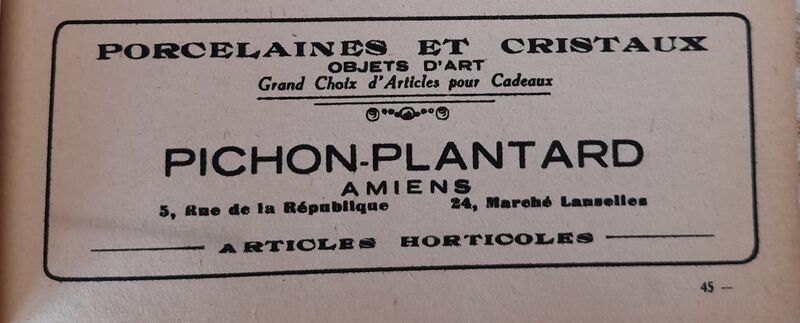 PORCELAINES ET CRISTAUX
OBJETS D'ART
Grand Choix d'Articles pour Cadeaux
PICHON-PLANTARD
AMIENS
5, Rue de la République 24, Marché Lanselles
ARTICLES HORTICOLES
45 —